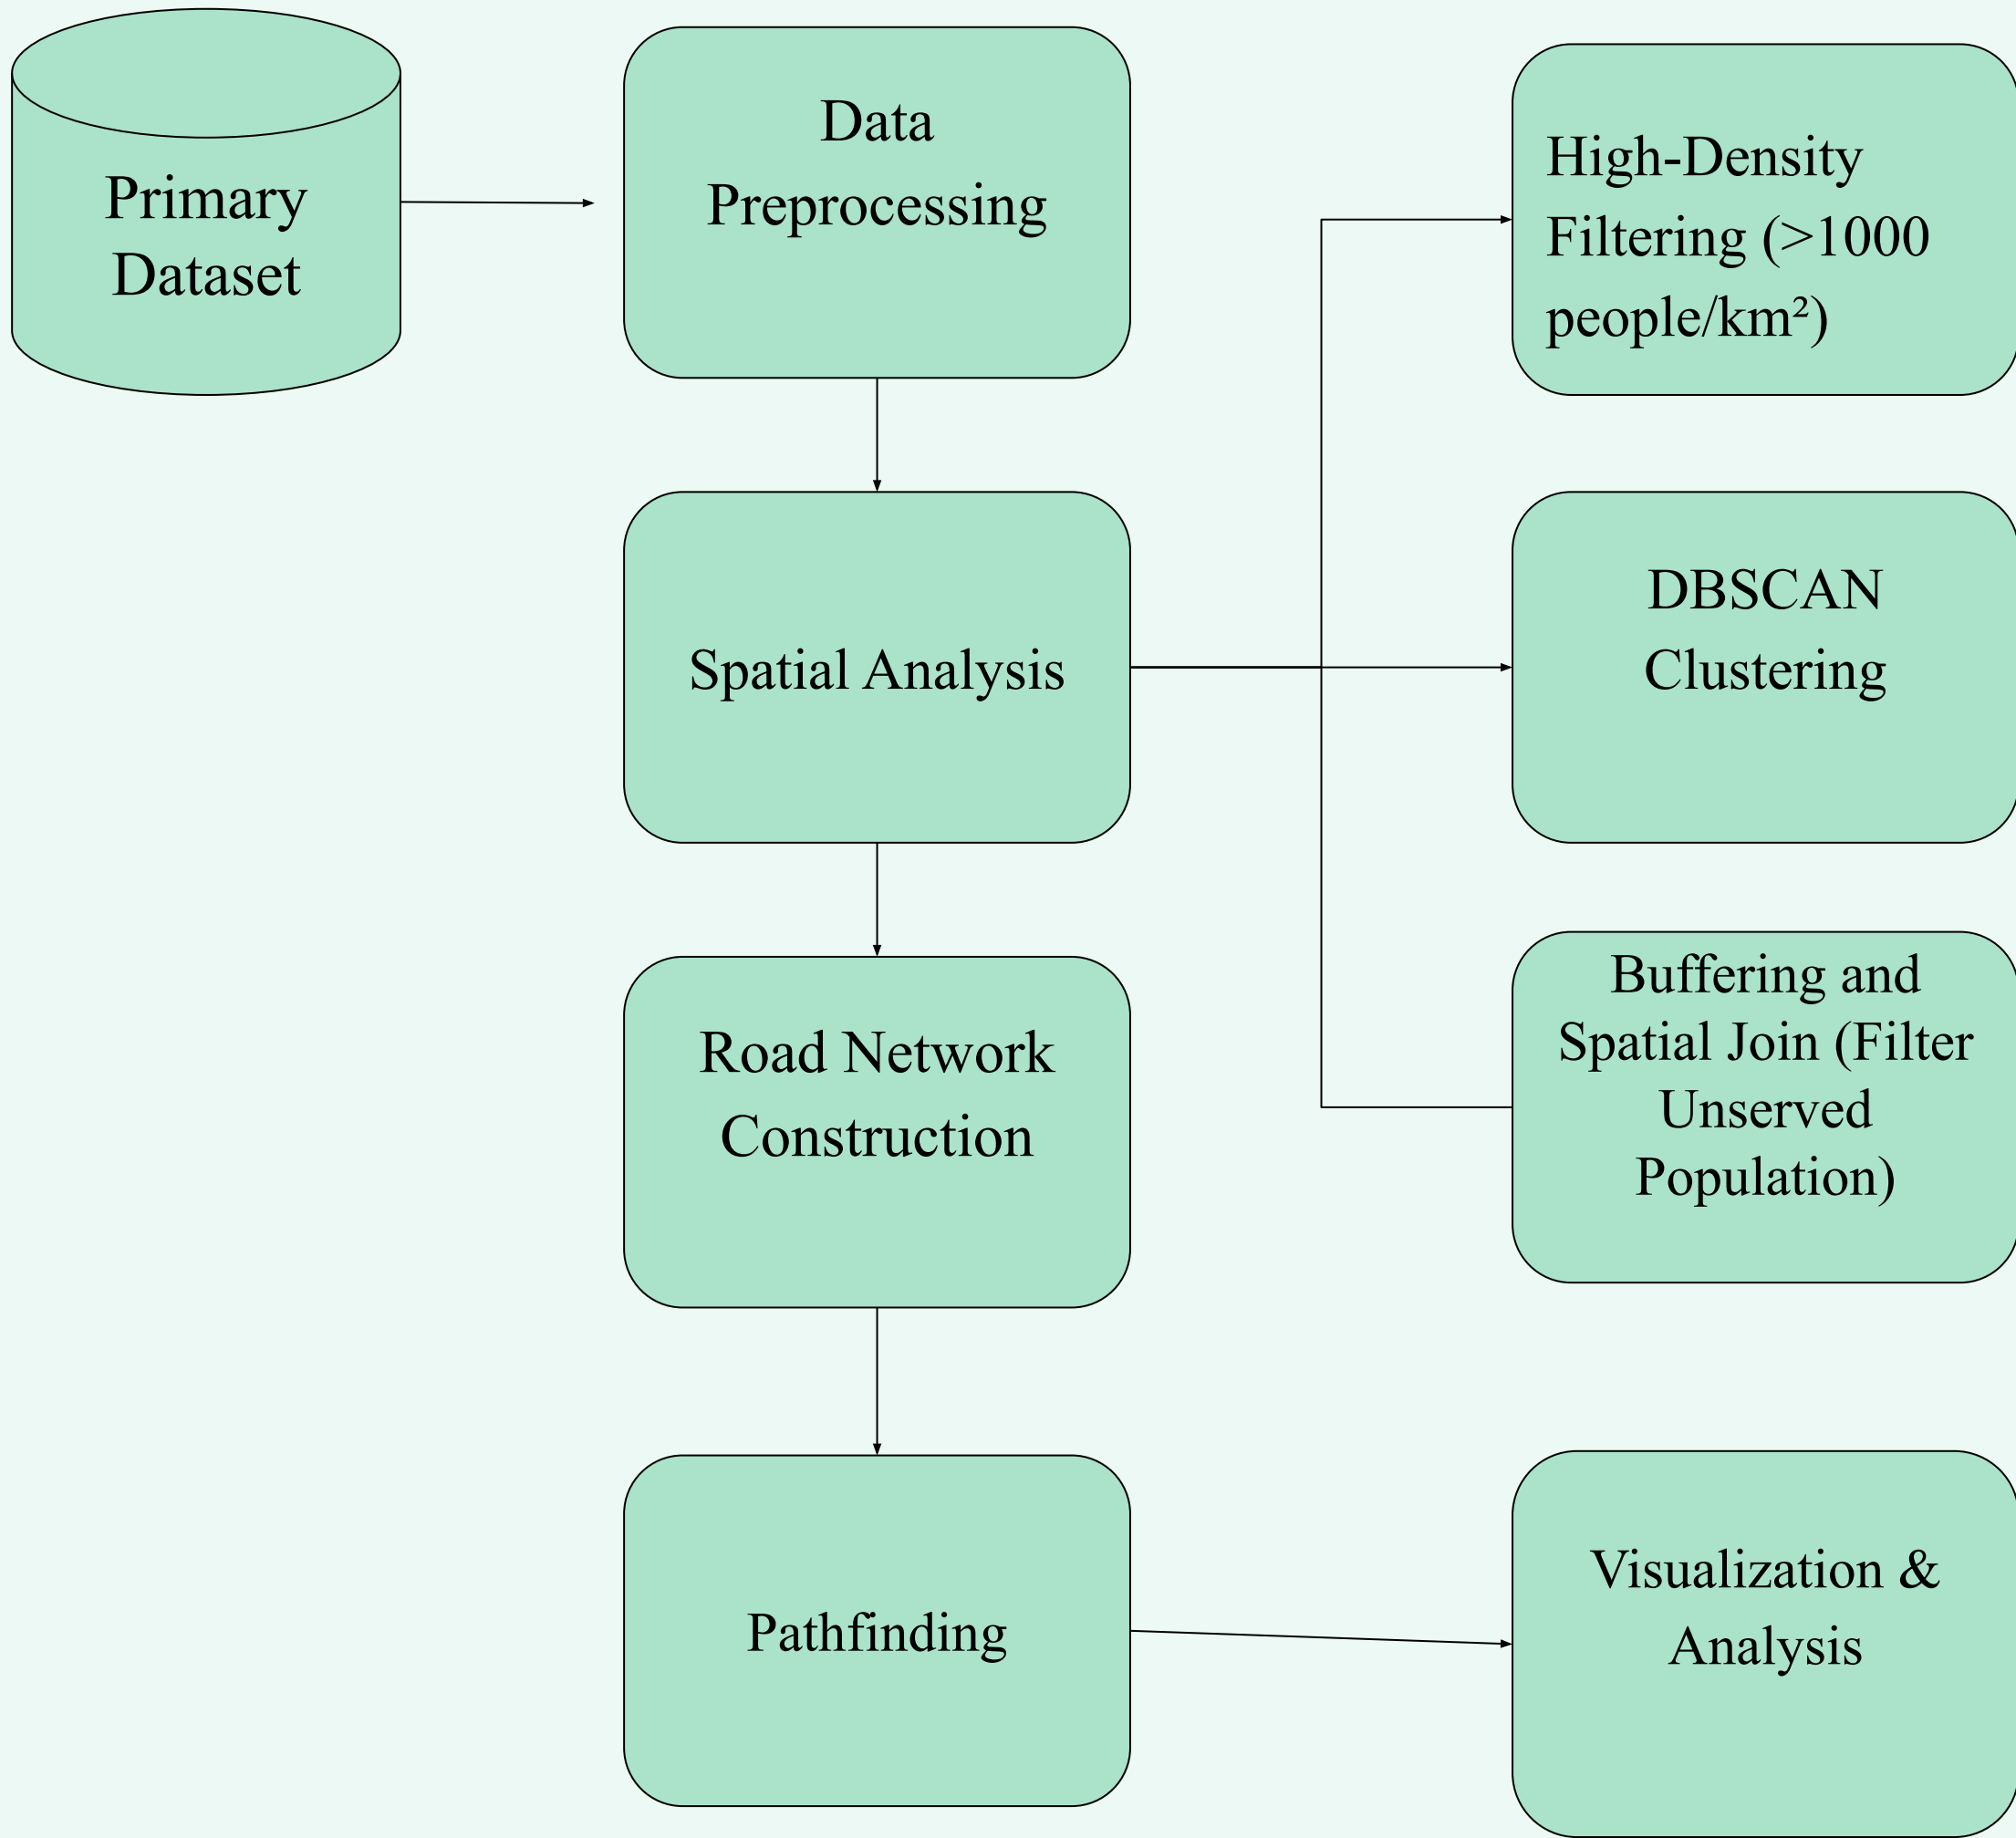 Primary
Dataset
Data
Preprocessing
High-Density
Filtering (>1000
people/km²)
Spatial Analysis
DBSCAN
Clustering
Road Network
Construction
Buffering and
Spatial Join (Filter
Unserved
Population)
Pathfinding
Visualization &
Analysis